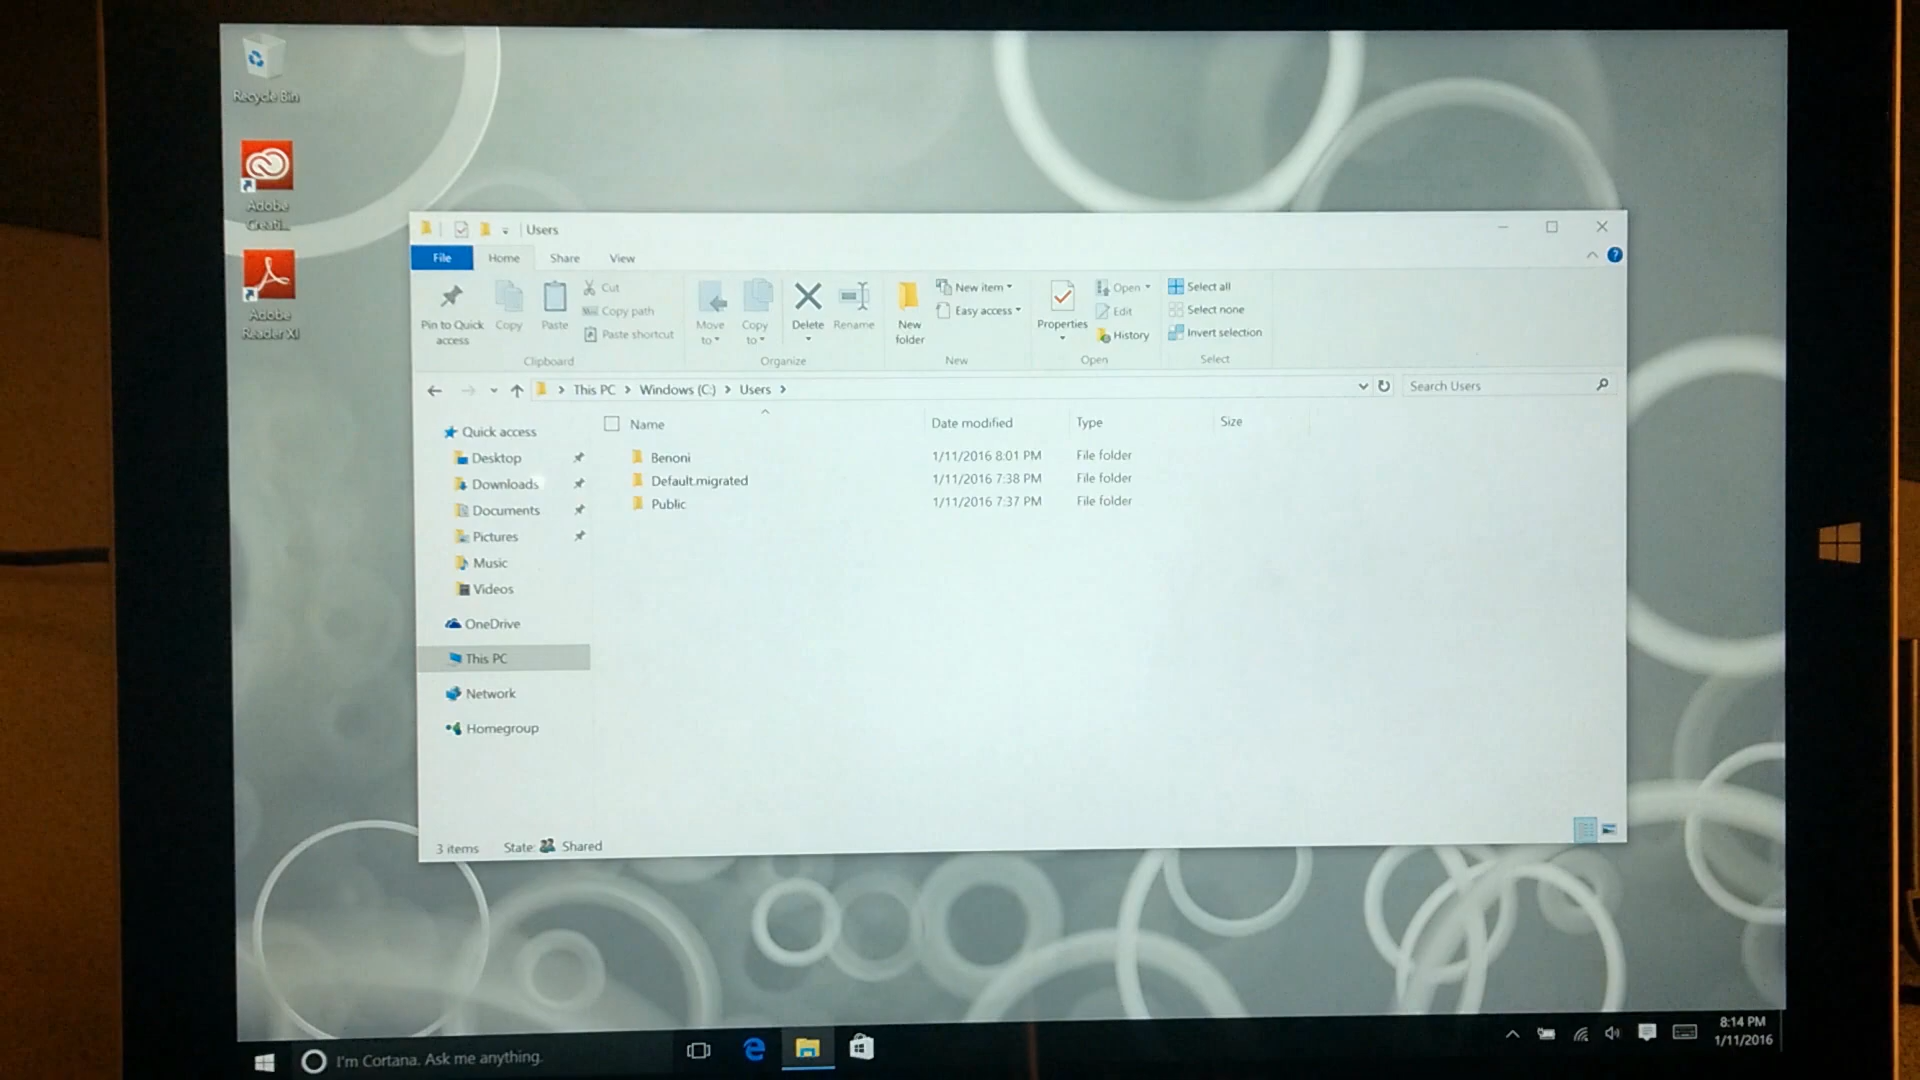 Recycle Bin
Adobe
Creati...
Adobe
Reader XI
Users
File Home Share View
Pin to Quick
access
Copy
Paste
Cut
Copy path
Paste shortcut
Clipboard
Move
to
Copy
to
Delete
Rename
Organize
New
folder
New item
Easy access
New
Properties
Open
Edit
History
Open
Select all
Select none
Invert selection
Select
This PC > Windows (C:) > Users >
Search Users
Quick access
Desktop
Downloads
Documents
Pictures
Music
Videos
OneDrive
This PC
Network
Homegroup
Name Date modified Type Size
Benoni 1/11/2016 8:01 PM File folder
Default.migrated 1/11/2016 7:38 PM File folder
Public 1/11/2016 7:37 PM File folder
3 items State: Shared
I'm Cortana. Ask me anything.
8:14 PM
1/11/2016